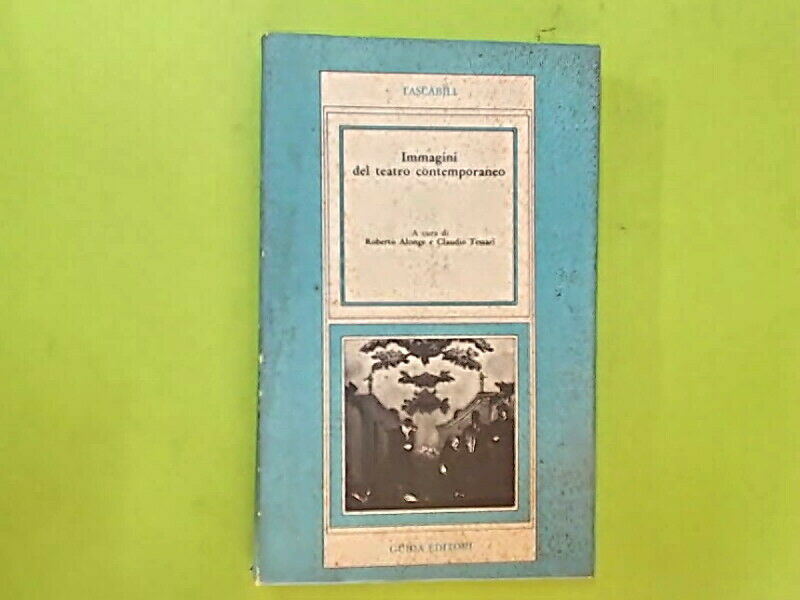 TASCABILI
Immagini
del teatro contemporaneo
A cura di
Roberto Alonge e Claudio Tessari
GUIDA EDITORI